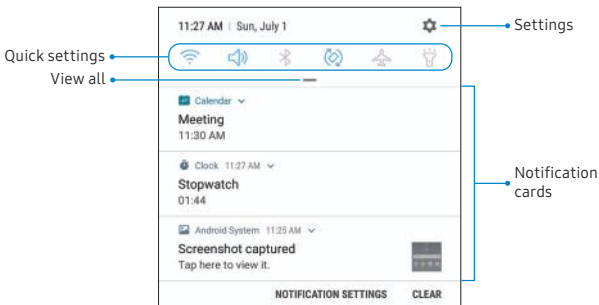 11:27 AM | Sun, July 1
Settings
Quick settings
View all
Calendar
Meeting
11:30 AM
Clock 11:27 AM
Stopwatch
01:44
Notification
cards
Android System 11:25 AM
Screenshot captured
Tap here to view it.
NOTIFICATION SETTINGS CLEAR